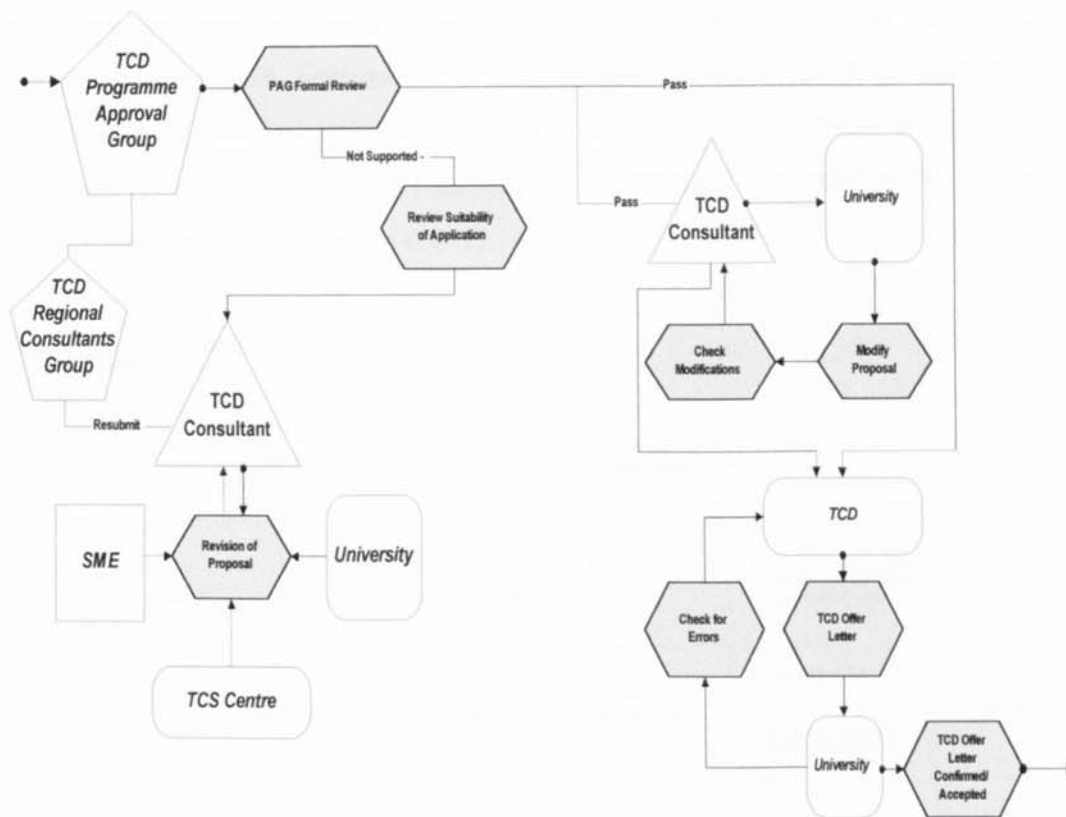 TCD
Programme
Approval
Group
PAG Formal Review
Pass
Not Supported -
Review Suitability
of Application
Pass
TCD
Consultant
University
TCD
Regional
Consultants
Group
Check
Modifications
Modify
Proposal
Resubmit
TCD
Consultant
SME
Revision of
Proposal
University
TCS Centre
TCD
Check for
Errors
TCD Offer
Letter
University
TCD Offer
Letter
Confirmed/
Accepted